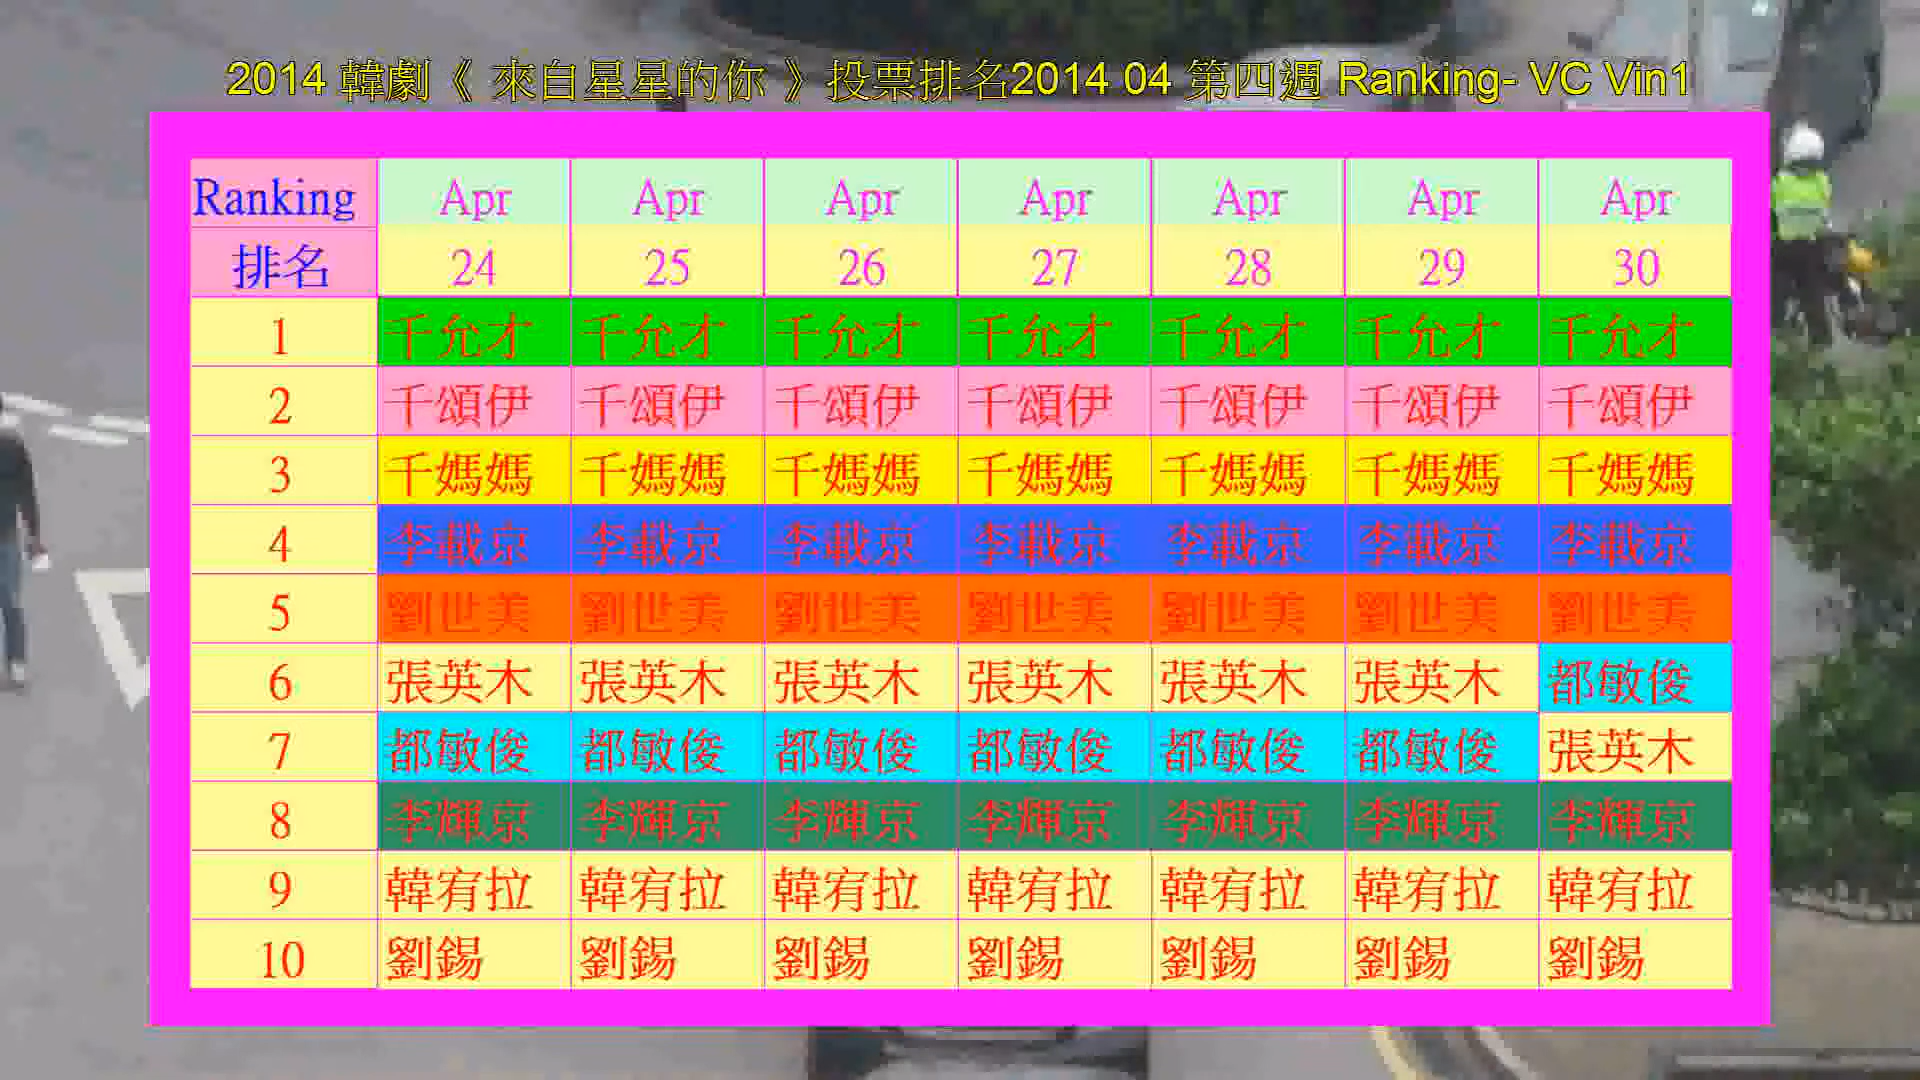 2014 韓劇《 來自星星的你 》投票排名2014 04 第四週 Ranking- VC Vin1
Ranking Apr Apr Apr Apr Apr Apr Apr
排名 24 25 26 27 28 29 30
1 千允才 千允才 千允才 千允才 千允才 千允才 千允才
2 千頌伊 千頌伊 千頌伊 千頌伊 千頌伊 千頌伊 千頌伊
3 千媽媽 千媽媽 千媽媽 千媽媽 千媽媽 千媽媽 千媽媽
4 李載京 李載京 李載京 李載京 李載京 李載京 李載京
5 劉世美 劉世美 劉世美 劉世美 劉世美 劉世美 劉世美
6 張英木 張英木 張英木 張英木 張英木 張英木 都敏俊
7 都敏俊 都敏俊 都敏俊 都敏俊 都敏俊 都敏俊 張英木
8 李輝京 李輝京 李輝京 李輝京 李輝京 李輝京 李輝京
9 韓宥拉 韓宥拉 韓宥拉 韓宥拉 韓宥拉 韓宥拉 韓宥拉
10 劉錫 劉錫 劉錫 劉錫 劉錫 劉錫 劉錫